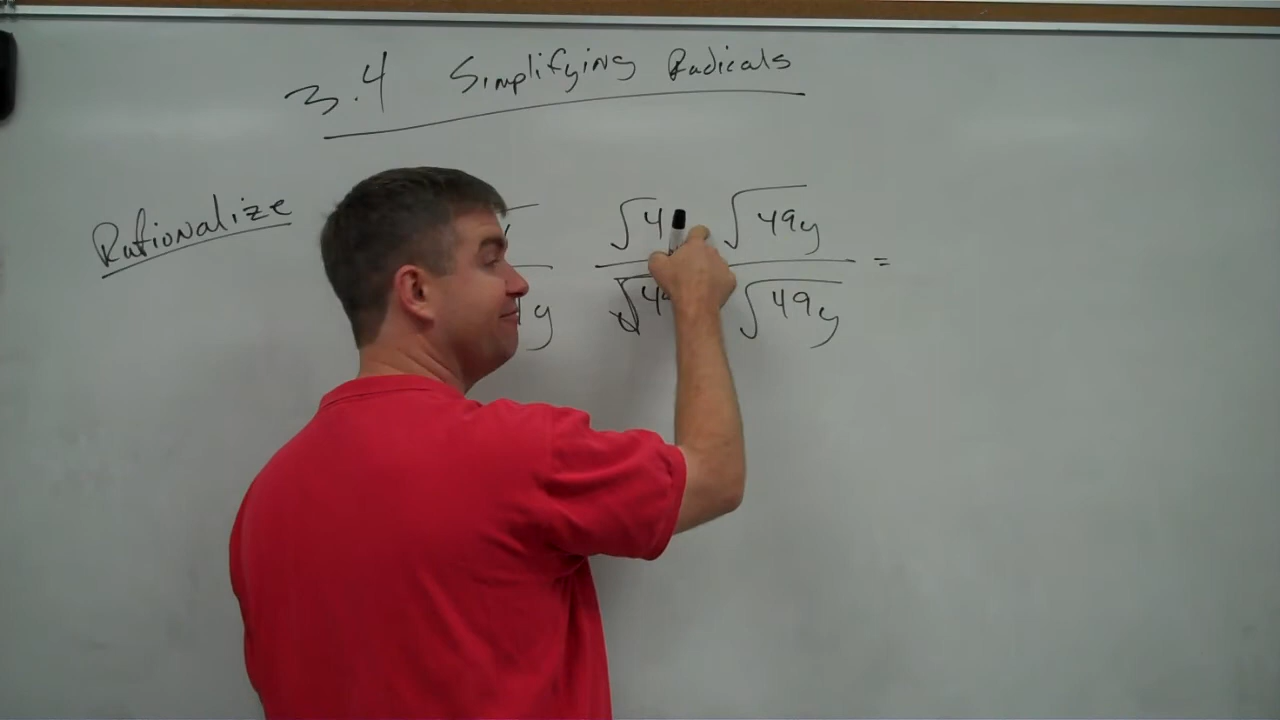 3.4 Simplifying Radicals
Rationalize
√4 √49y =
y √4 √49y